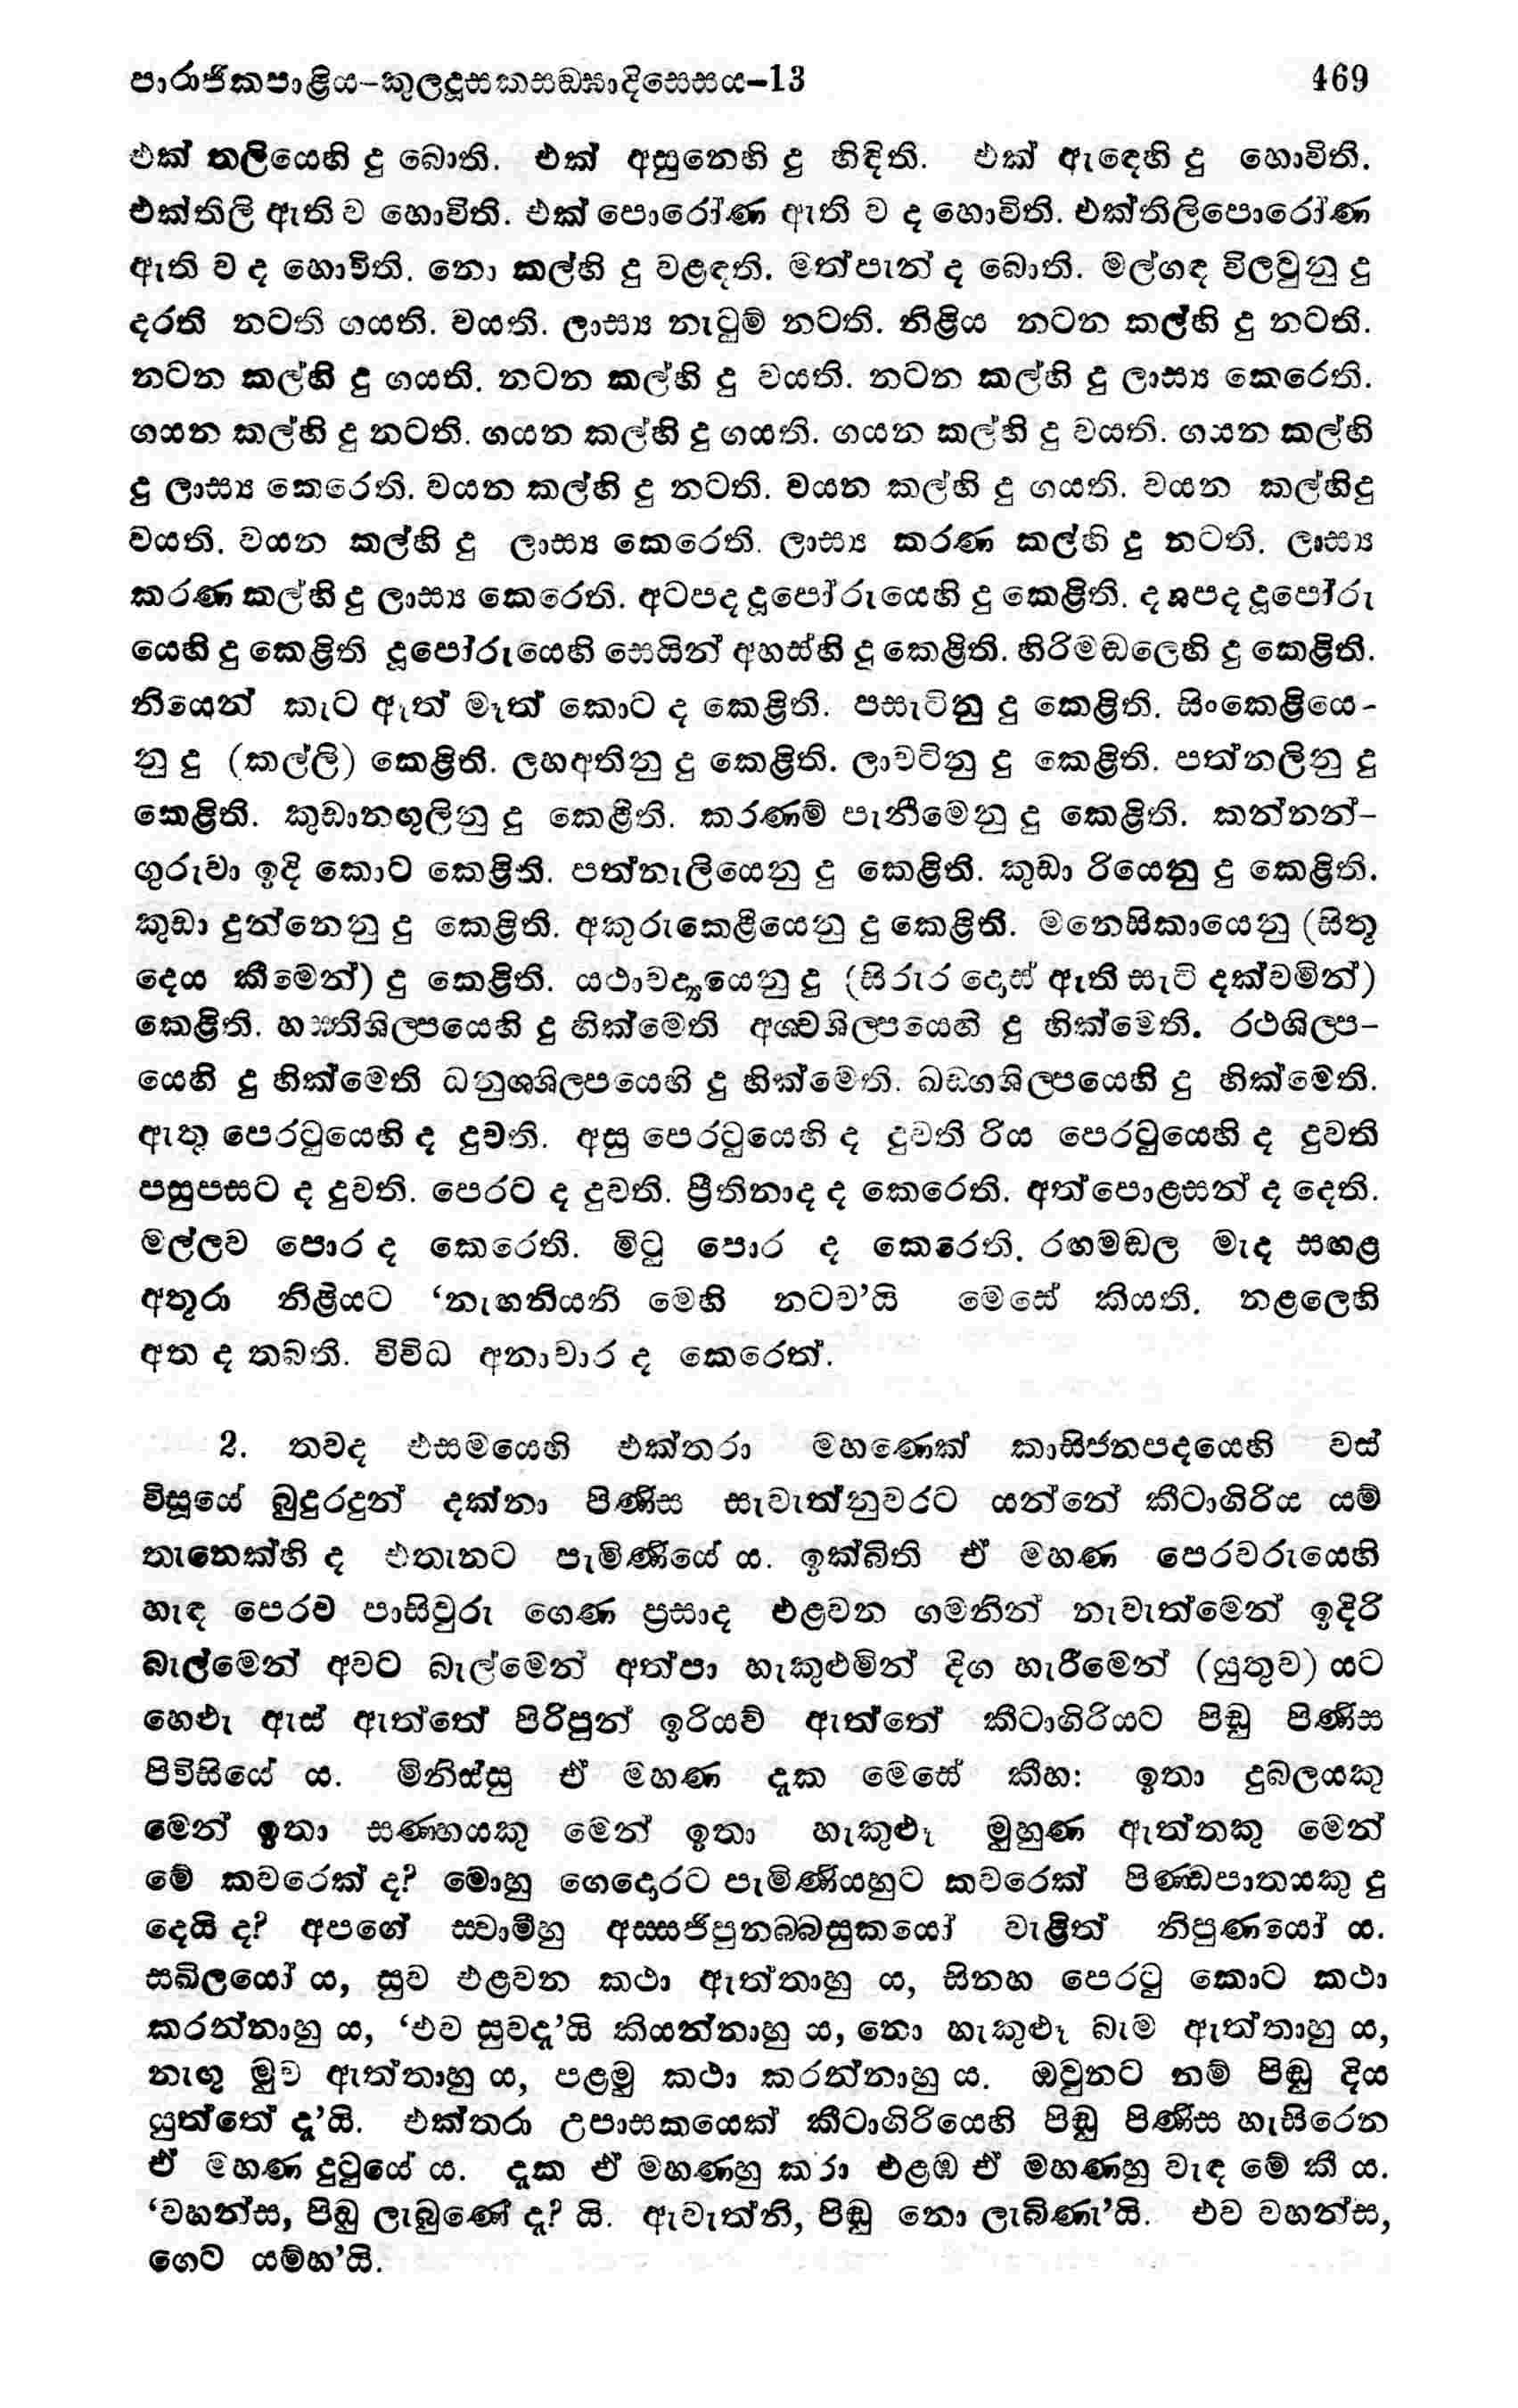 පාරාජිකපාළිය-කුලදූසකසඞ්ඝාදිසෙසය-13 469
එක් තලියෙහි දු බොති. එක් අසුනෙහි දු හිඳිති. එක් ඇඳෙහි දු හොවිති.
එක්තිලි ඇති ව හොවිති. එක් පොරෝණ ඇති ව ද හොවිති. එක්තිලිපොරෝණ
ඇති ව ද හොවිති. නො කල්හි දු වළඳති. මත්පැන් ද බොති. මල්ගඳ විලවුනු දු
දරති නටති ගයති. වයති. ලාස්‍ය නැටුම් නටති. නිළිය නටන කල්හි දු නටති.
නටන කල්හි දු ගයති. නටන කල්හි දු වයති. නටන කල්හි දු ලාස්‍ය කෙරෙති.
ගයන කල්හි දු නටති. ගයන කල්හි දු ගයති. ගයන කල්හි දු වයති. ගයන කල්හි
දු ලාස්‍ය කෙරෙති. වයන කල්හි දු නටති. වයන කල්හි දු ගයති. වයන කල්හිදු
වයති. වයන කල්හි දු ලාස්‍ය කෙරෙති. ලාස්‍ය කරණ කල්හි දු නටති. ලාස්‍ය
කරණ කල්හි දු ලාස්‍ය කෙරෙති. අටපද දූපෝරුයෙහි දු කෙළිති. දශපද දූපෝරු
යෙහි දු කෙළිති දූපෝරුයෙහි සෙයින් අහස්හි දු කෙළිති. හිරිමඬලෙහි දු කෙළිති.
නියෙන් කැට ඈත් මෑත් කොට ද කෙළිති. පසැටිනු දු කෙළිති. සිංකෙළියෙ-
නු දු (කල්ලි) කෙළිති. ලහඅතිනු දු කෙළිති. ලාවටිනු දු කෙළිති. පත්නලිනු දු
කෙළිති. කුඩානඟුලිනු දු කෙළිති. කරණම් පැනීමෙනු දු කෙළිති. කන්නන්-
ගුරුවා ඉදි කොට කෙළිති. පත්නැලියෙනු දු කෙළිති. කුඩා රියෙනු දු කෙළිති.
කුඩා දුන්නෙනු දු කෙළිති. අකුරුකෙළියෙනු දු කෙළිති. මනෙසිකායෙනු (සිතූ
දෙය කීමෙන්) දු කෙළිති. යථාවද්‍යයෙනු දු (සිරුර දොස් ඇති සැටි දක්වමින්)
කෙළිති. හස්තිශිල්පයෙහි දු හික්මෙති අශ්වශිල්පයෙහි දු හික්මෙති. රථශිල්ප-
යෙහි දු හික්මෙති ධනුශශිල්පයෙහි දු හික්මෙති. ඛඩ්ගශිල්පයෙහි දු හික්මෙති.
ඇතු පෙරටුයෙහි ද දුවති. අසු පෙරටුයෙහි ද දුවති රිය පෙරටුයෙහි ද දුවති
පසුපසට ද දුවති. පෙරට ද දුවති. ප්‍රීතිනාද ද කෙරෙති. අත්පොළසන් ද දෙති.
මල්ලව පොර ද කෙරෙති. මිටු පොර ද කෙරෙති. රඟමඬල මැද සඟළ
අතුරා නිළියට ‘නැඟනියනි මෙහි නටව’යි මෙසේ කියති. නළලෙහි
අත ද තබති. විවිධ අනාචාර ද කෙරෙත්.
2. තවද එසමයෙහි එක්තරා මහණෙක් කාසිජනපදයෙහි වස්
විසූයේ බුදුරදුන් දක්නා පිණිස සැවැත්නුවරට යන්නේ කීටාගිරිය යම්
තැනෙක්හි ද එතැනට පැමිණියේ ය. ඉක්බිති ඒ මහණ පෙරවරුයෙහි
හැඳ පෙරව පාසිවුරු ගෙණ ප්‍රසාද එළවන ගමනින් නැවැත්මෙන් ඉදිරි
බැල්මෙන් අවට බැල්මෙන් අත්පා හැකුළුමින් දිග හැරීමෙන් (යුතුව) යට
හෙළූ ඇස් ඇත්තේ පිරිපුන් ඉරියව් ඇත්තේ කීටාගිරියට පිඬු පිණිස
පිවිසියේ ය. මිනිස්සු ඒ මහණ දැක මෙසේ කීහ: ඉතා දුබලයකු
මෙන් ඉතා සණ්හයකු මෙන් ඉතා හැකුළූ මුහුණ ඇත්තකු මෙන්
මේ කවරෙක් ද? මොහු ගෙදොරට පැමිණියහුට කවරෙක් පිණ්ඩපාතයකු දු
දෙයි ද? අපගේ ස්වාමීහු අස්සජිපුනබ්බසුකයෝ වැළිත් නිපුණයෝ ය.
සඛිලයෝ ය, සුව එළවන කථා ඇත්තාහු ය, සිනහ පෙරටු කොට කථා
කරන්නාහු ය, ‘එව සුවදැ’යි කියන්නාහු ය, නො හැකුළූ බැම ඇත්තාහු ය,
නැඟූ මුව ඇත්තාහු ය, පළමු කථා කරන්නාහු ය. ඔවුනට නම් පිඬු දිය
යුත්තේ දැ’යි. එක්තරා උපාසකයෙක් කීටාගිරියෙහි පිඬු පිණිස හැසිරෙන
ඒ මහණ දුටුයේ ය. දැක ඒ මහණහු කරා එළඹ ඒ මහණහු වැඳ මේ කී ය.
‘වහන්ස, පිඬු ලැබුණේ දැ? යි. ඇවැත්නි, පිඬු නො ලැබිණැ’යි. එව වහන්ස,
ගෙට යම්හ’යි.